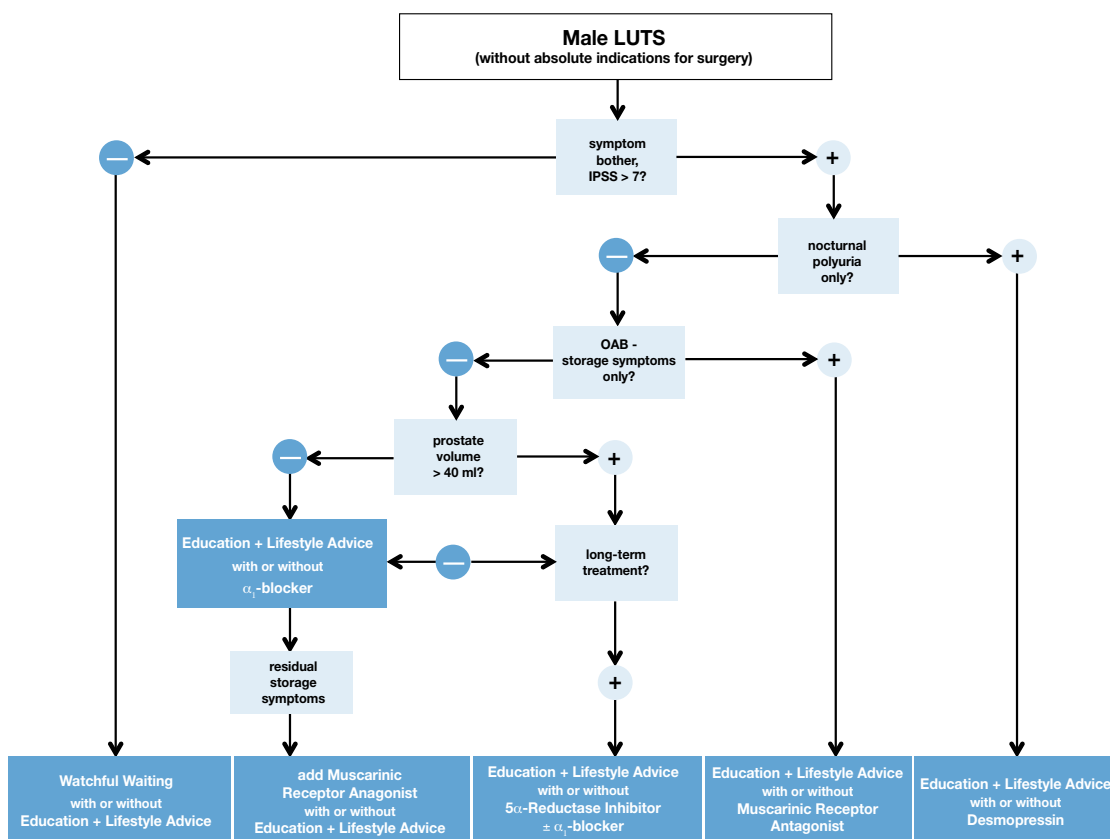 Male LUTS
(without absolute indications for surgery)
symptom
bother,
IPSS > 7?
—
+
nocturnal
polyuria
only?
—
+
OAB -
storage symptoms
only?
—
+
prostate
volume
> 40 ml?
—
+
Education + Lifestyle Advice
with or without
α₁-blocker
—
long-term
treatment?
residual
storage
symptoms
+
Watchful Waiting
with or without
Education + Lifestyle Advice
add Muscarinic
Receptor Anagonist
with or without
Education + Lifestyle Advice
Education + Lifestyle Advice
with or without
5α-Reductase Inhibitor
± α₁-blocker
Education + Lifestyle Advice
with or without
Muscarinic Receptor
Antagonist
Education + Lifestyle Advice
with or without
Desmopressin